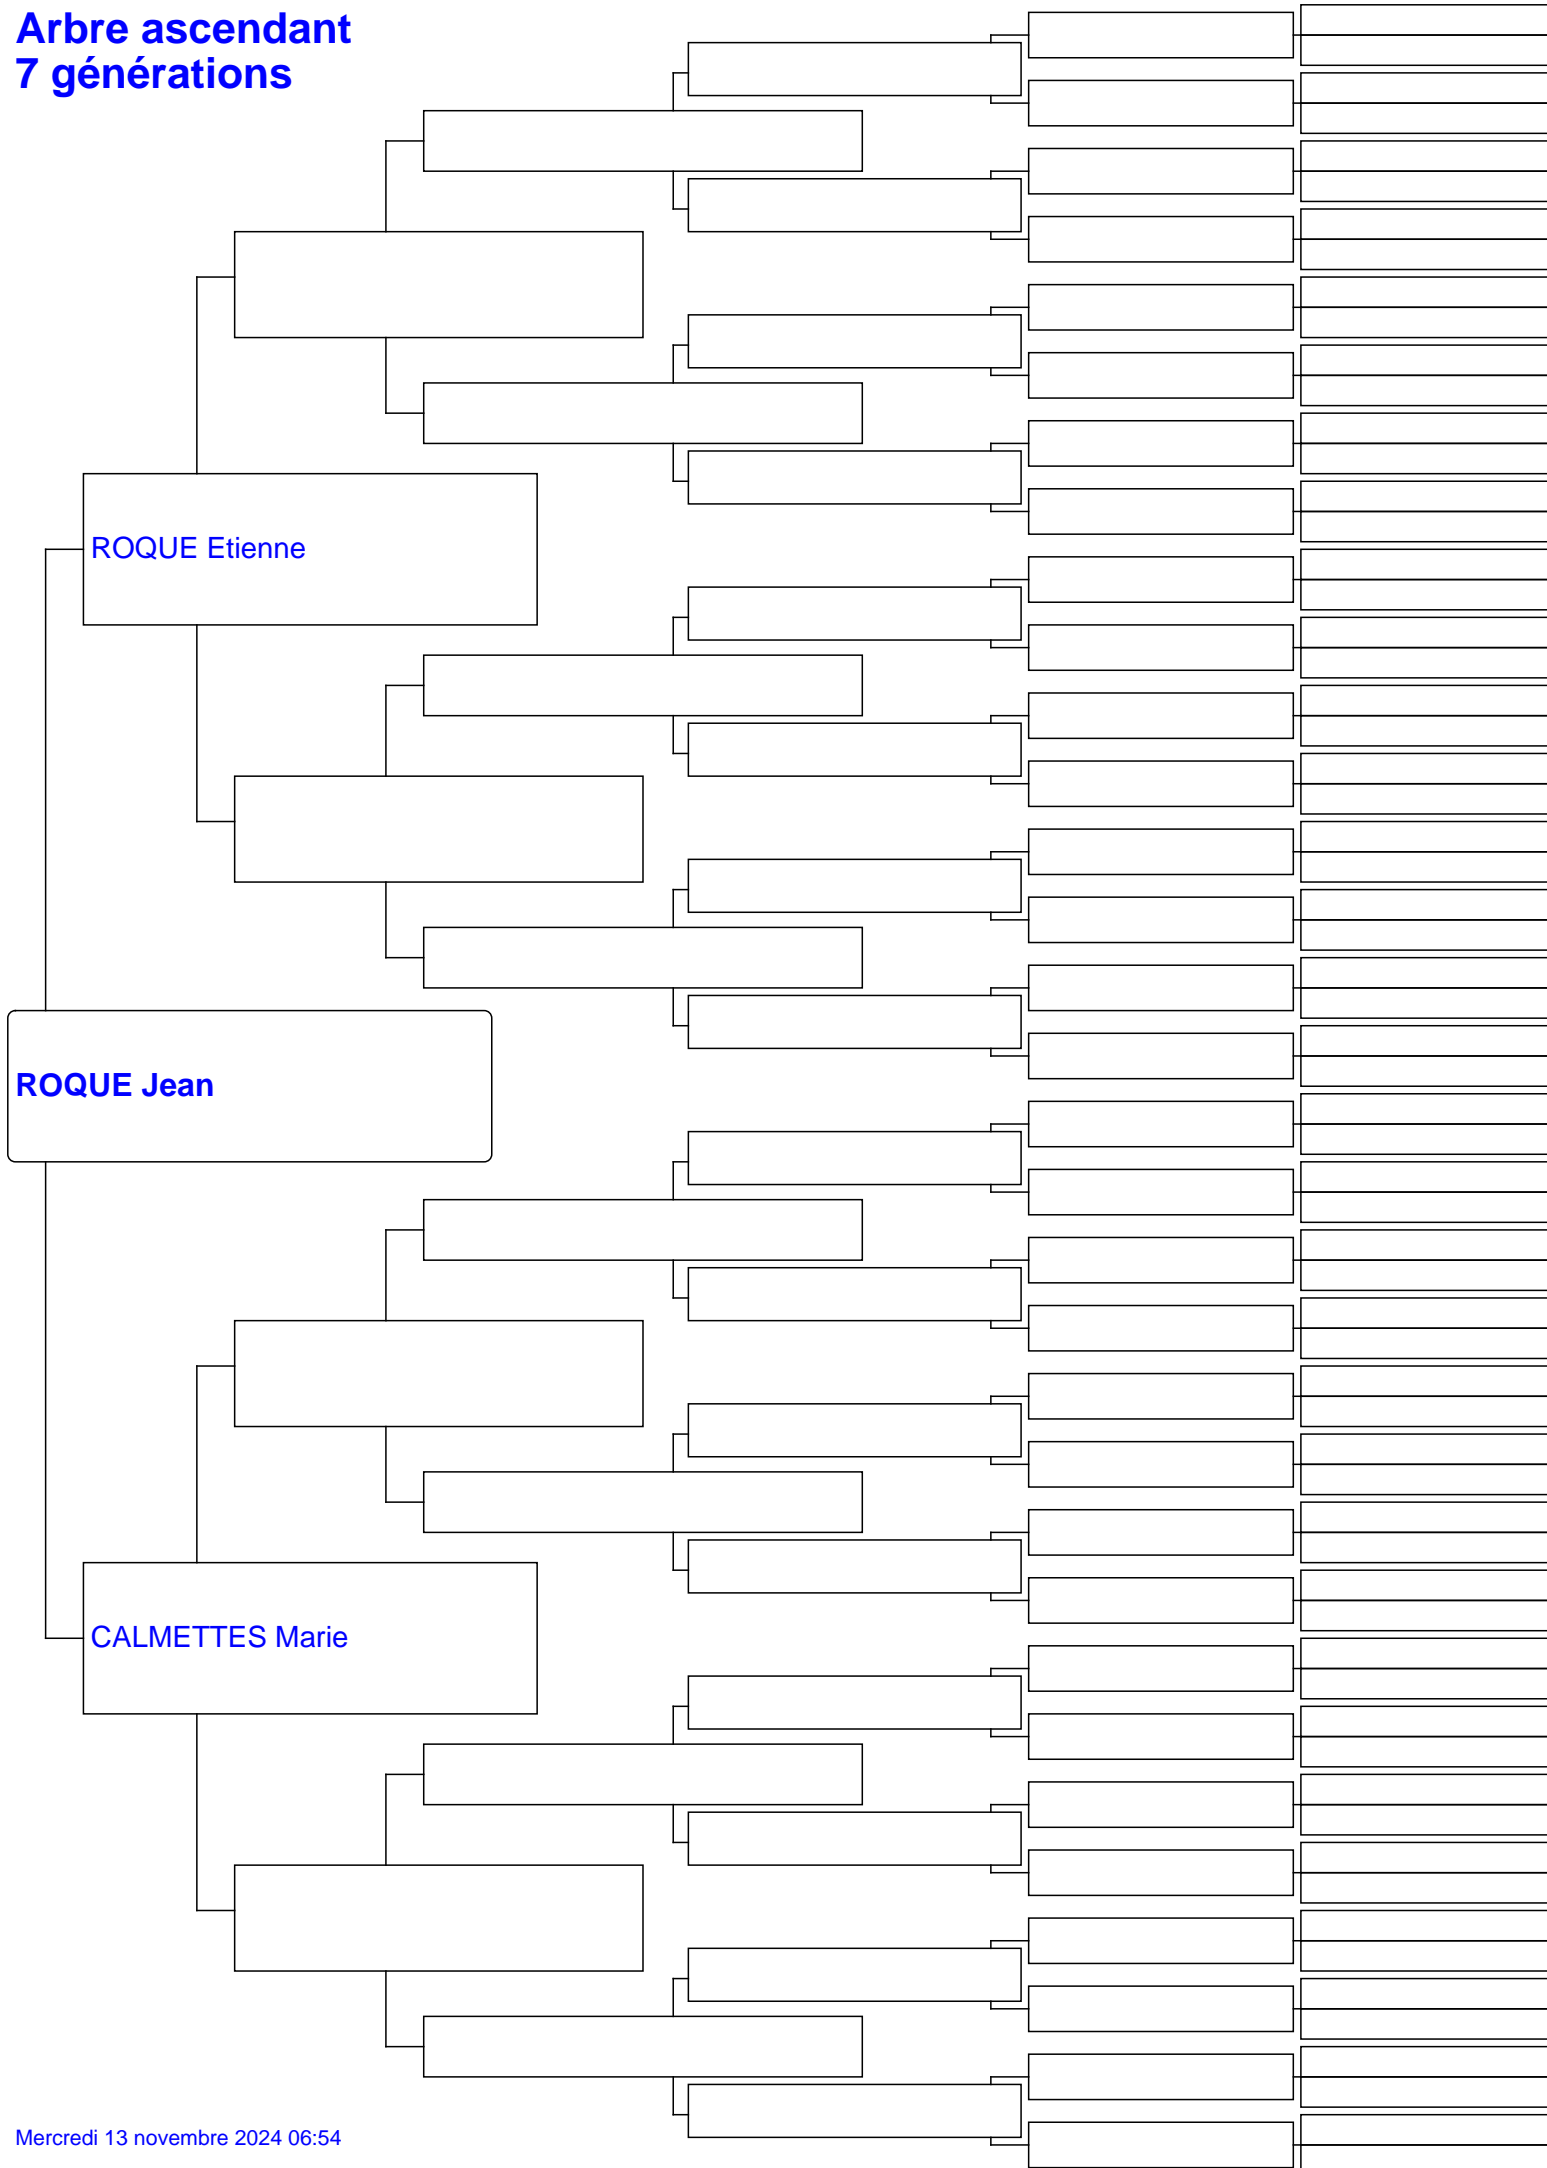 Arbre ascendant
7 générations
ROQUE Etienne
ROQUE Jean
CALMETTES Marie
Mercredi 13 novembre 2024 06:54